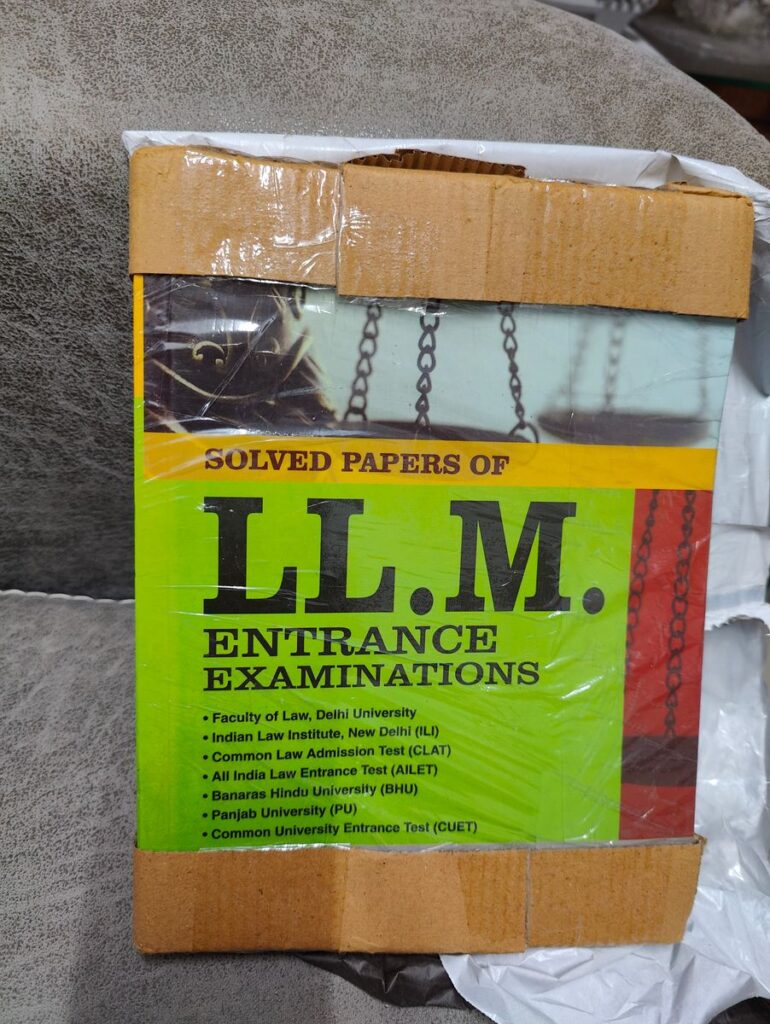 SOLVED PAPERS OF
LL.M.
ENTRANCE
EXAMINATIONS
• Faculty of Law, Delhi University
• Indian Law Institute, New Delhi (ILI)
• Common Law Admission Test (CLAT)
• All India Law Entrance Test (AILET)
• Banaras Hindu University (BHU)
• Panjab University (PU)
• Common University Entrance Test (CUET)